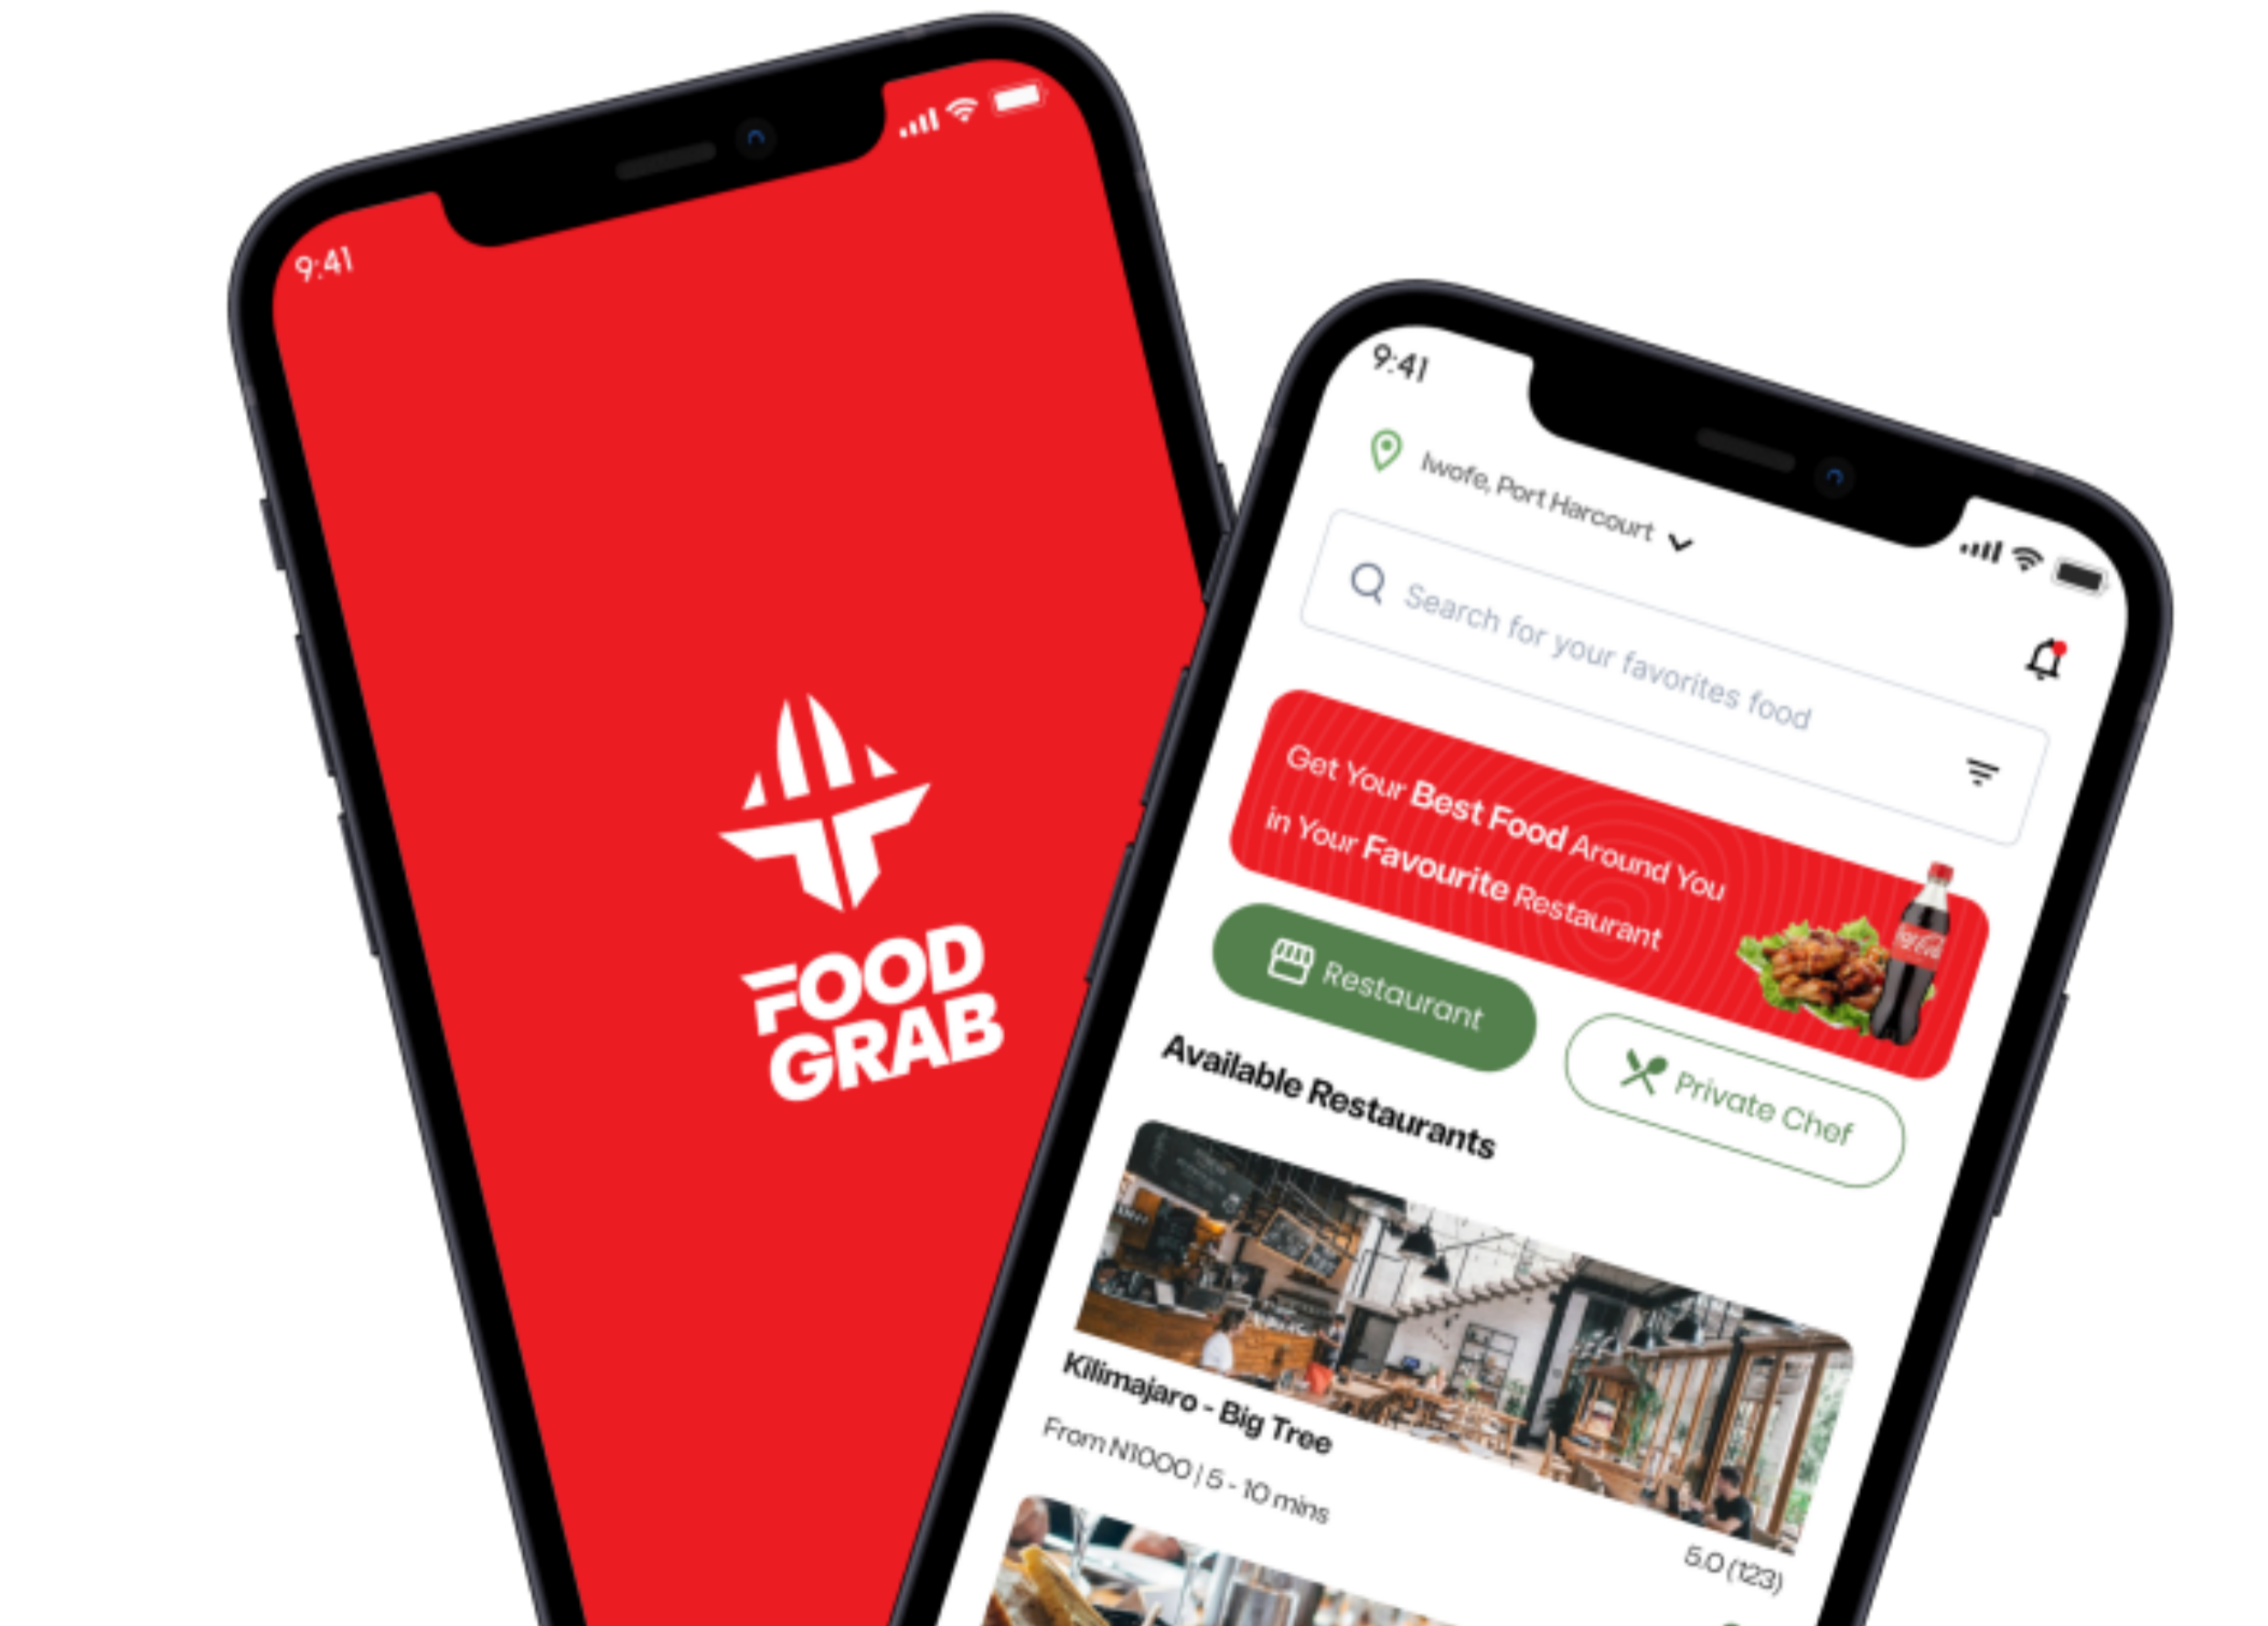 9:41
FOOD
GRAB
9:41
Iwofe, Port Harcourt
Search for your favorites food
Get Your Best Food Around You
in Your Favourite Restaurant
Coca-Cola
Restaurant
Private Chef
Available Restaurants
Kilimajaro - Big Tree
From N1000 | 5 - 10 mins
5.0 (123)